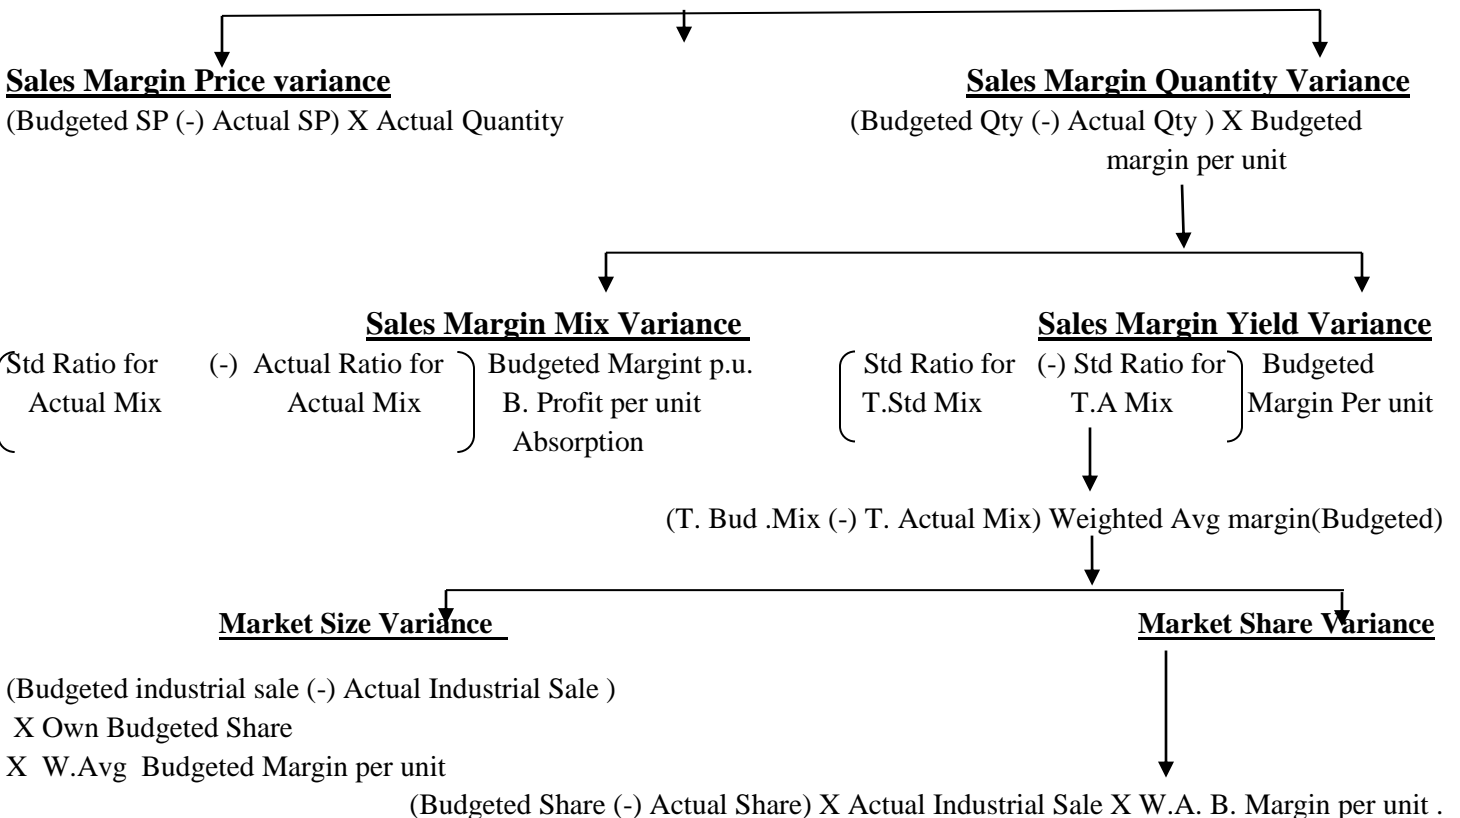 Sales Margin Price variance
Sales Margin Quantity Variance
(Budgeted SP (-) Actual SP) X Actual Quantity
(Budgeted Qty (-) Actual Qty ) X Budgeted
margin per unit
Sales Margin Mix Variance
Sales Margin Yield Variance
Std Ratio for (-) Actual Ratio for Budgeted Margint p.u.
Actual Mix Actual Mix B. Profit per unit
Absorption
Std Ratio for (-) Std Ratio for Budgeted
T.Std Mix T.A Mix Margin Per unit
(T. Bud .Mix (-) T. Actual Mix) Weighted Avg margin(Budgeted)
Market Size Variance
Market Share Variance
(Budgeted industrial sale (-) Actual Industrial Sale )
X Own Budgeted Share
X W.Avg Budgeted Margin per unit
(Budgeted Share (-) Actual Share) X Actual Industrial Sale X W.A. B. Margin per unit .